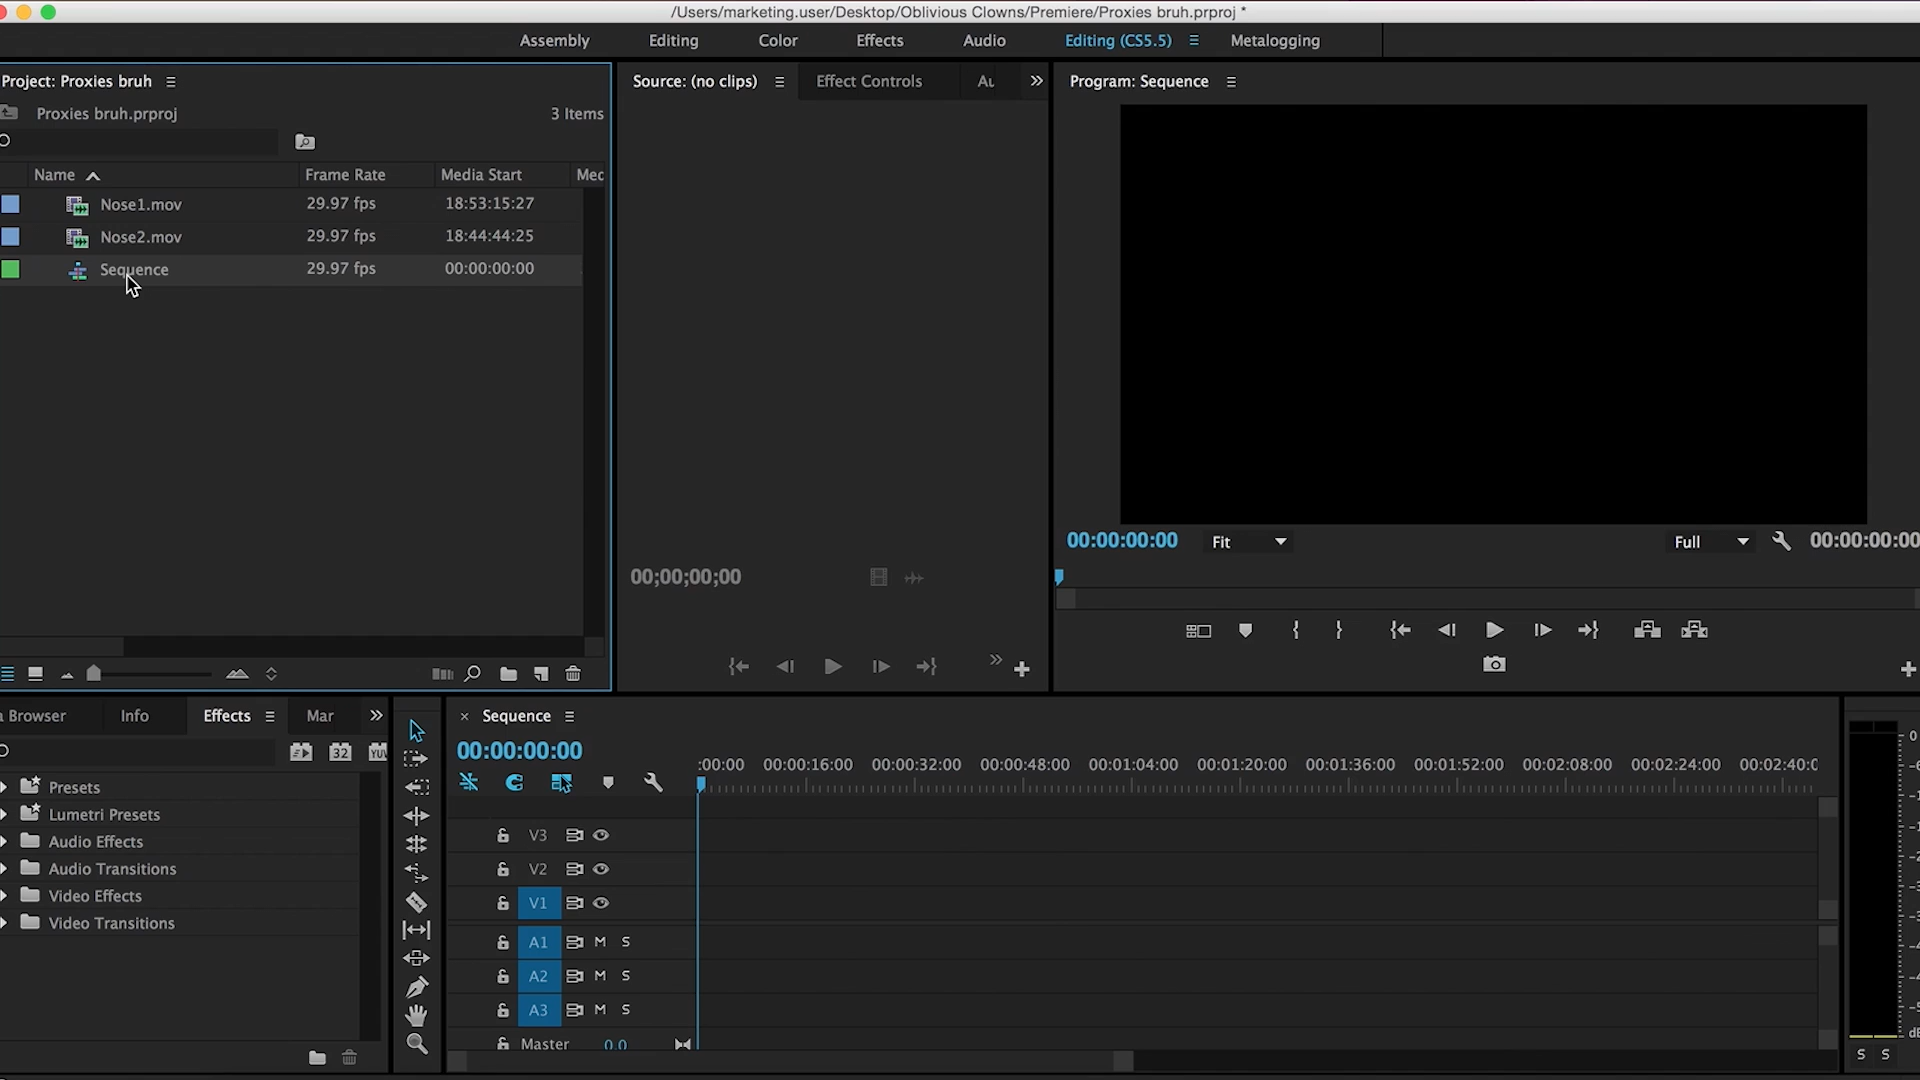 /Users/marketing.user/Desktop/Oblivious Clowns/Premiere/Proxies bruh.prproj *
Assembly Editing Color Effects Audio Editing (CS5.5) Metalogging
Project: Proxies bruh
Proxies bruh.prproj 3 Items
Name Frame Rate Media Start Mec
Nose1.mov 29.97 fps 18:53:15:27
Nose2.mov 29.97 fps 18:44:44:25
Sequence 29.97 fps 00:00:00:00
Source: (no clips) Effect Controls Au
00;00;00;00
Program: Sequence
00:00:00:00 Fit Full 00:00:00:00
a Browser Info Effects Mar
32 YUV
Presets
Lumetri Presets
Audio Effects
Audio Transitions
Video Effects
Video Transitions
× Sequence
00:00:00:00
:00:00 00:00:16:00 00:00:32:00 00:00:48:00 00:01:04:00 00:01:20:00 00:01:36:00 00:01:52:00 00:02:08:00 00:02:24:00 00:02:40:0
V3
V2
V1
A1 M S
A2 M S
A3 M S
Master 0.0
0
S S